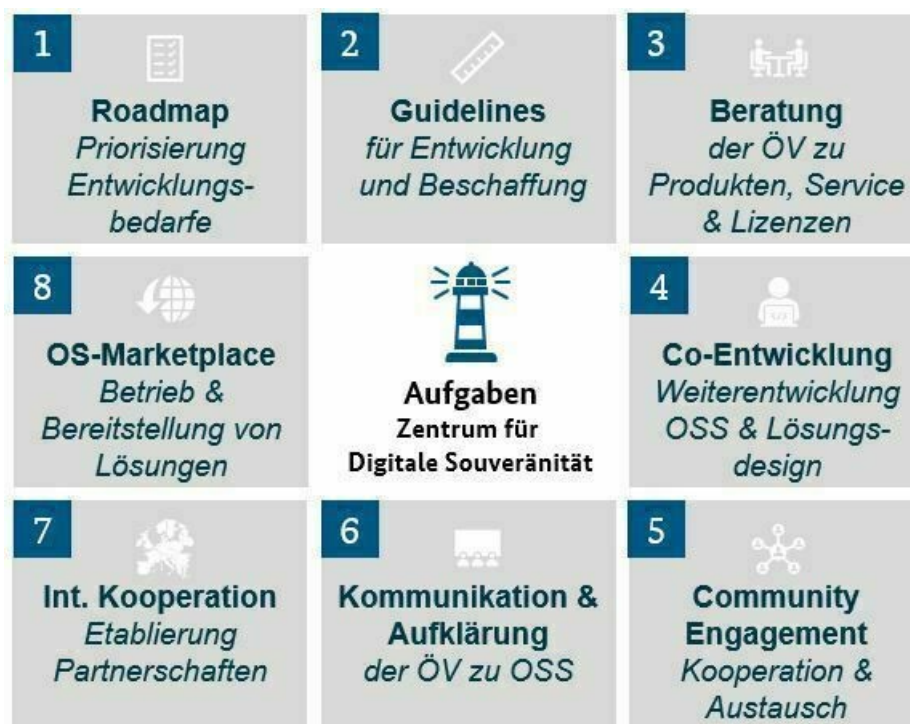 1
Roadmap
Priorisierung
Entwicklungs-
bedarfe
2
Guidelines
für Entwicklung
und Beschaffung
3
Beratung
der ÖV zu
Produkten, Service
& Lizenzen
8
OS-Marketplace
Betrieb &
Bereitstellung von
Lösungen
Aufgaben
Zentrum für
Digitale Souveränität
4
Co-Entwicklung
Weiterentwicklung
OSS & Lösungs-
design
7
Int. Kooperation
Etablierung
Partnerschaften
6
Kommunikation &
Aufklärung
der ÖV zu OSS
5
Community
Engagement
Kooperation &
Austausch